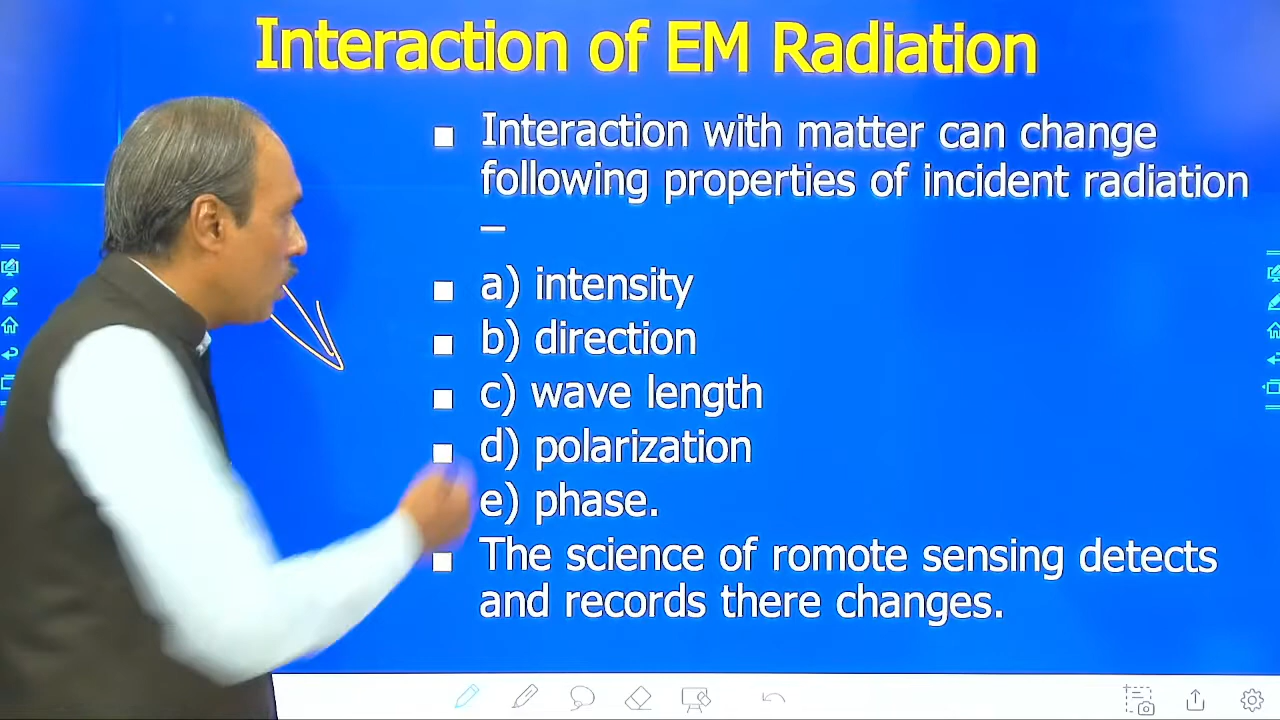 Interaction of EM Radiation
Interaction with matter can change
following properties of incident radiation
–
a) intensity
b) direction
c) wave length
d) polarization
e) phase.
The science of romote sensing detects
and records there changes.